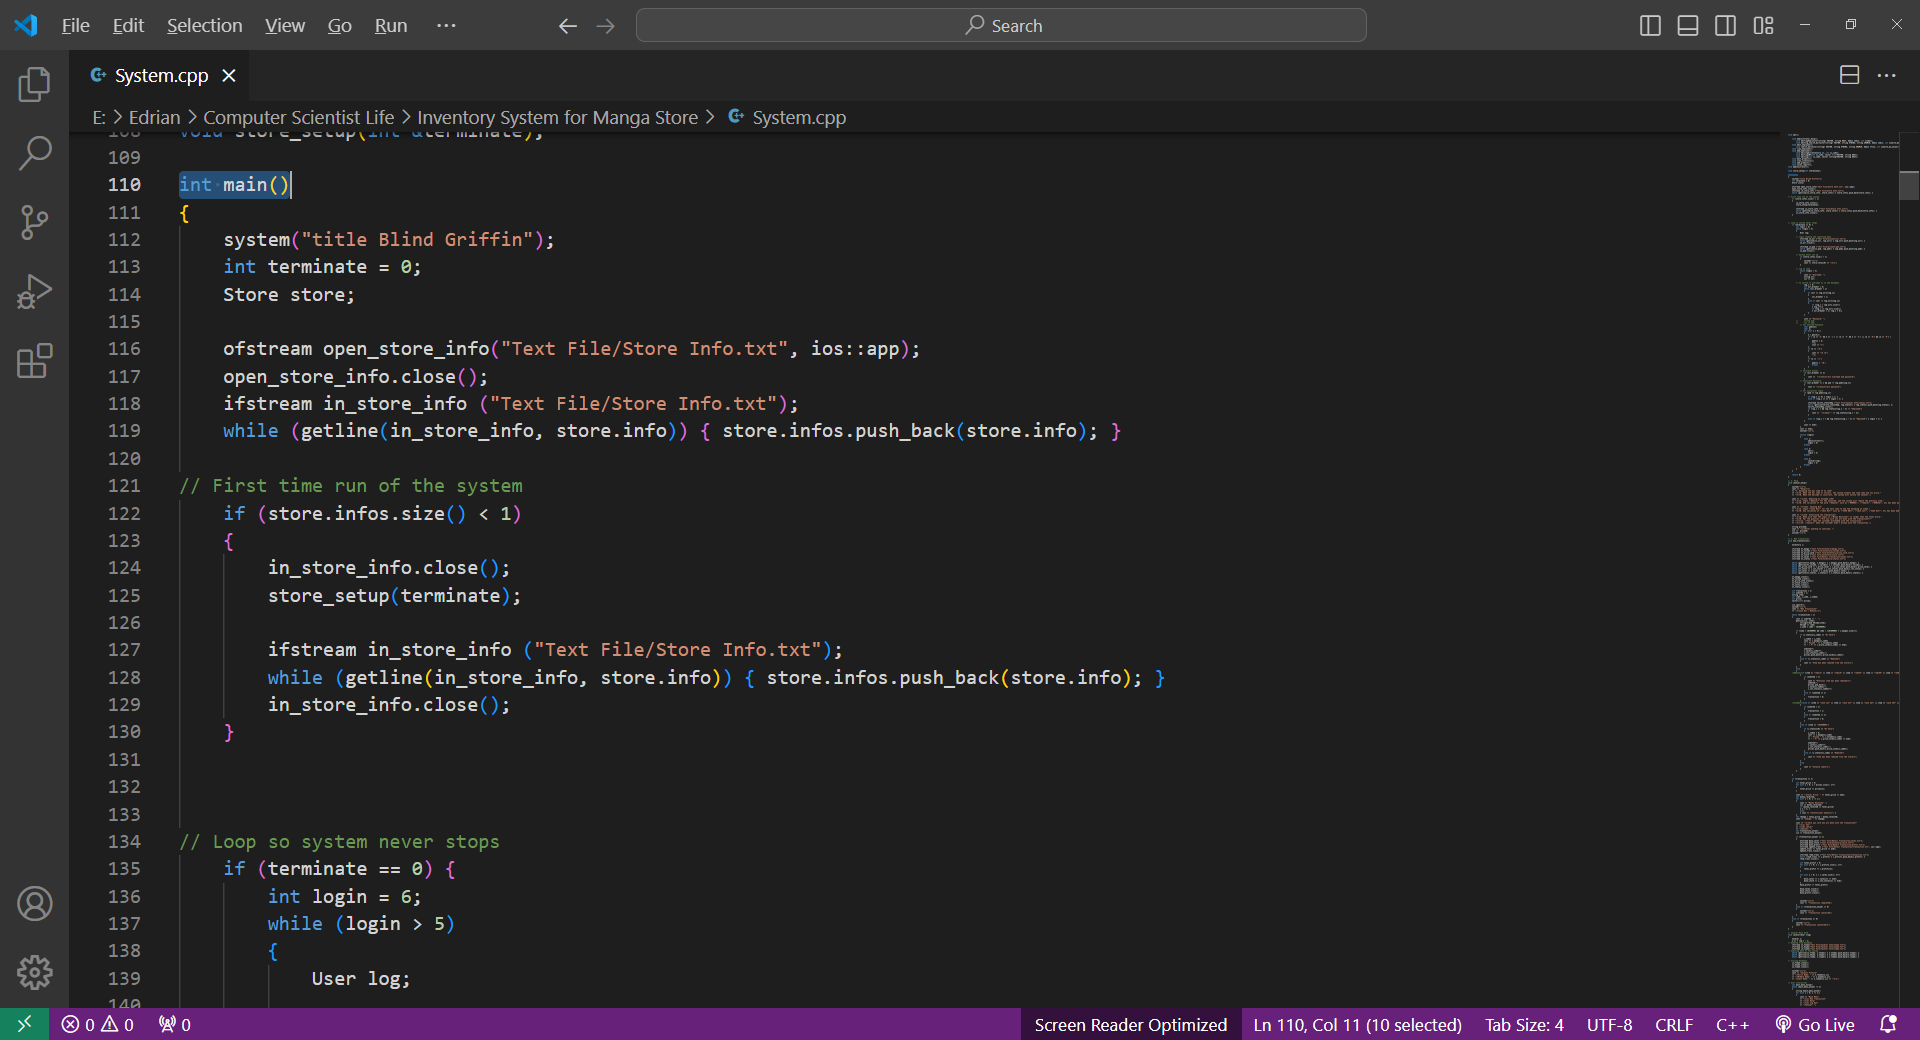 File Edit Selection View Go Run ··· Search
System.cpp
E: > Edrian > Computer Scientist Life > Inventory System for Manga Store > System.cpp
108 void store_setup(int &terminate);
109
110 int main()
111 {
112 system("title Blind Griffin");
113 int terminate = 0;
114 Store store;
115
116 ofstream open_store_info("Text File/Store Info.txt", ios::app);
117 open_store_info.close();
118 ifstream in_store_info ("Text File/Store Info.txt");
119 while (getline(in_store_info, store.info)) { store.infos.push_back(store.info); }
120
121 // First time run of the system
122 if (store.infos.size() < 1)
123 {
124 in_store_info.close();
125 store_setup(terminate);
126
127 ifstream in_store_info ("Text File/Store Info.txt");
128 while (getline(in_store_info, store.info)) { store.infos.push_back(store.info); }
129 in_store_info.close();
130 }
131
132
133
134 // Loop so system never stops
135 if (terminate == 0) {
136 int login = 6;
137 while (login > 5)
138 {
139 User log;
140
0 0 0 Screen Reader Optimized Ln 110, Col 11 (10 selected) Tab Size: 4 UTF-8 CRLF C++ Go Live